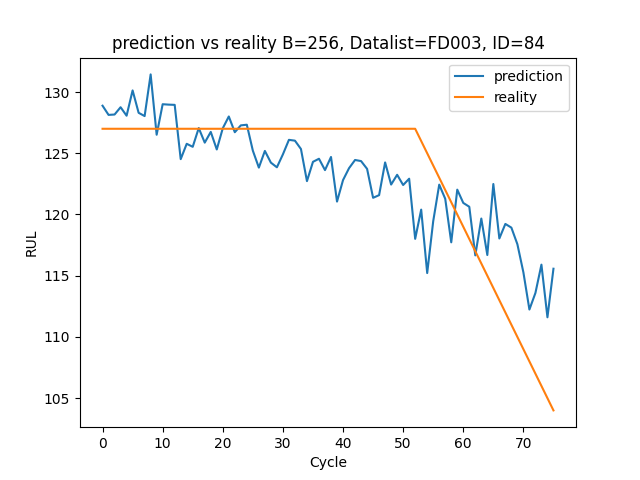 prediction vs reality B=256, Datalist=FD003, ID=84
prediction
reality
RUL
130
125
120
115
110
105
0 10 20 30 40 50 60 70
Cycle